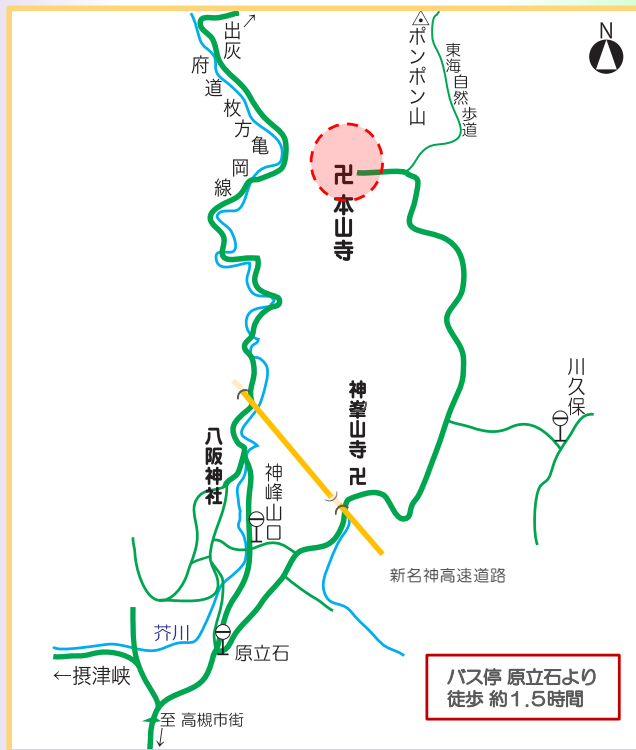 出灰
府道枚方亀岡線
ポンポン山
東海自然歩道
N
卍 本山寺
川久保
神峯山寺 卍
八阪神社
神峰山口
新名神高速道路
芥川
原立石
←摂津峡
バス停 原立石より
徒歩 約1.5時間
至 高槻市街